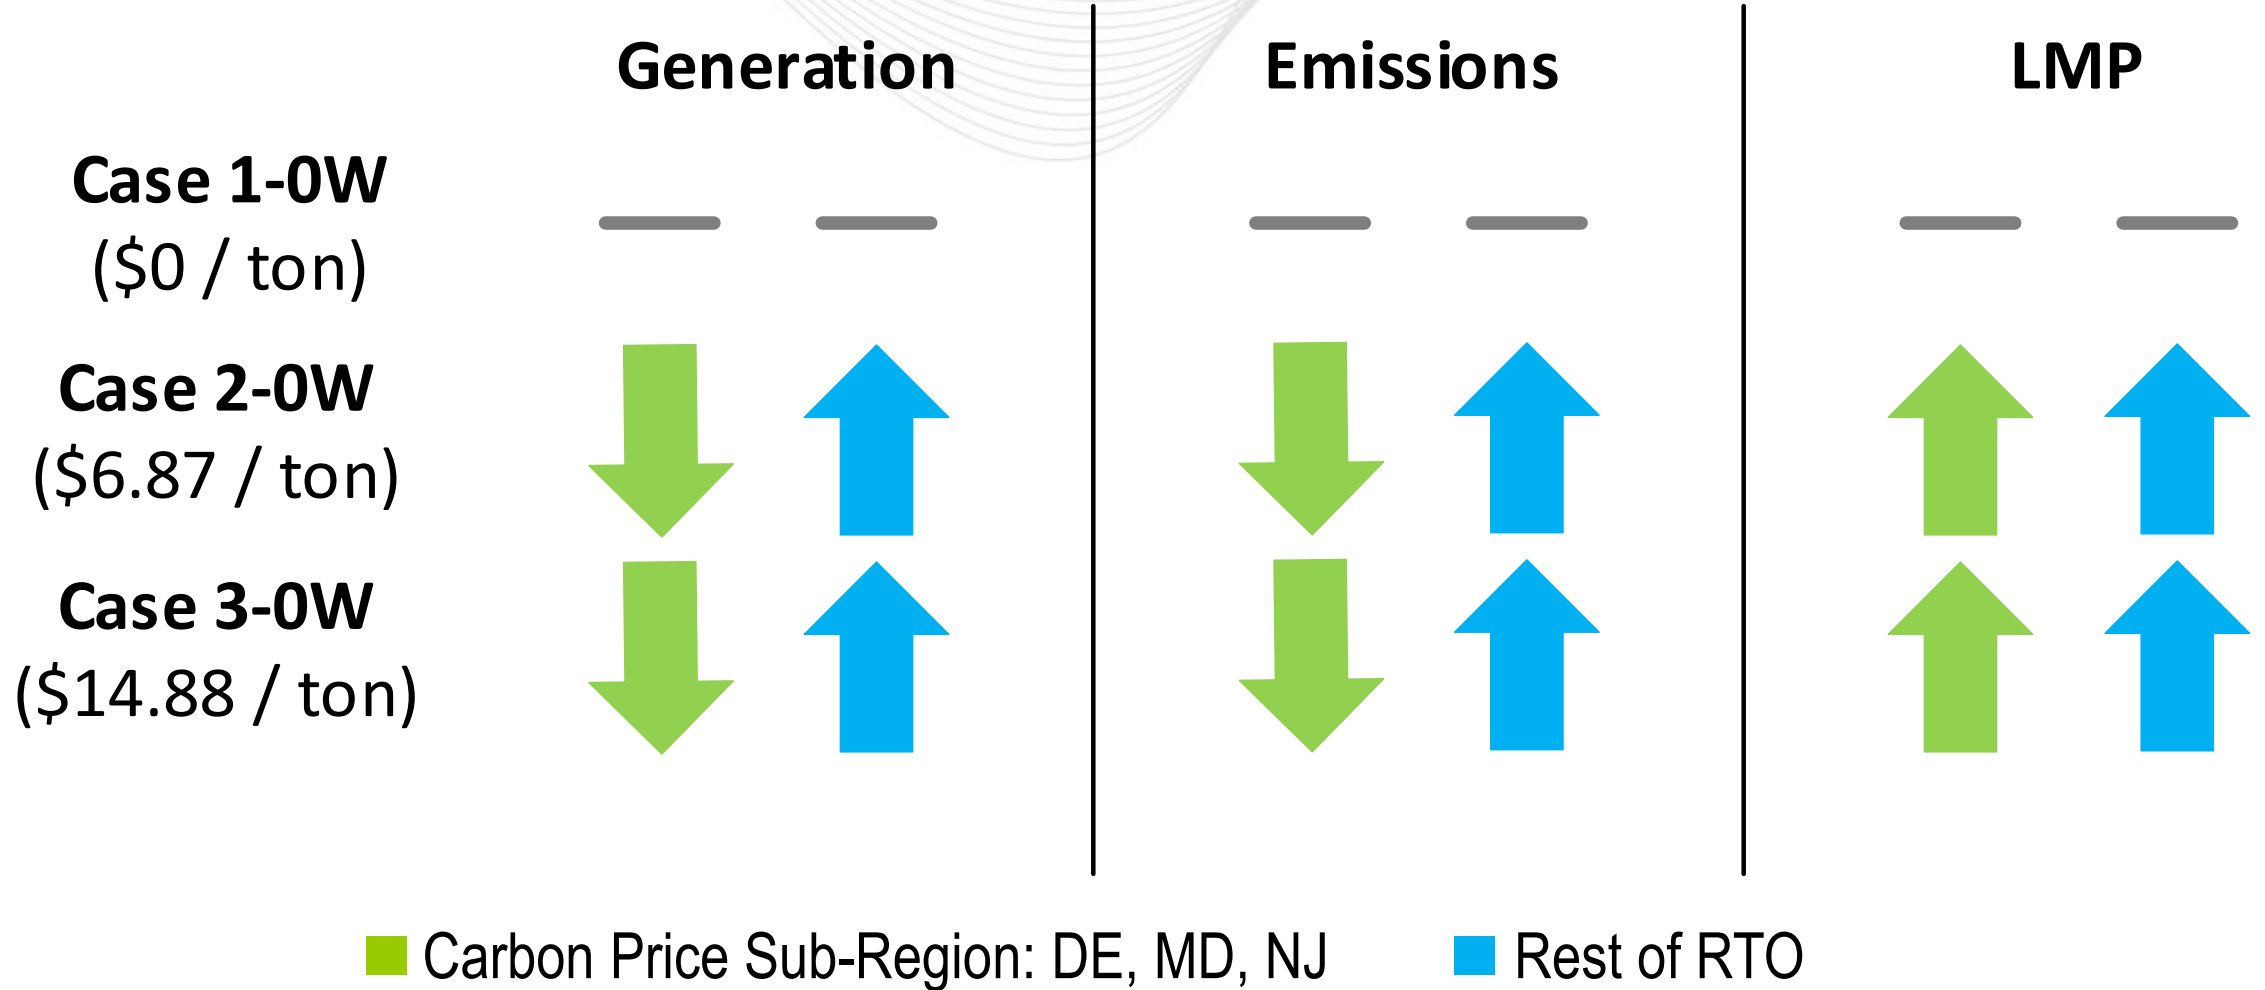 Generation
Emissions
LMP
Case 1-0W
($0 / ton)
Case 2-0W
($6.87 / ton)
Case 3-0W
($14.88 / ton)
Carbon Price Sub-Region: DE, MD, NJ
Rest of RTO